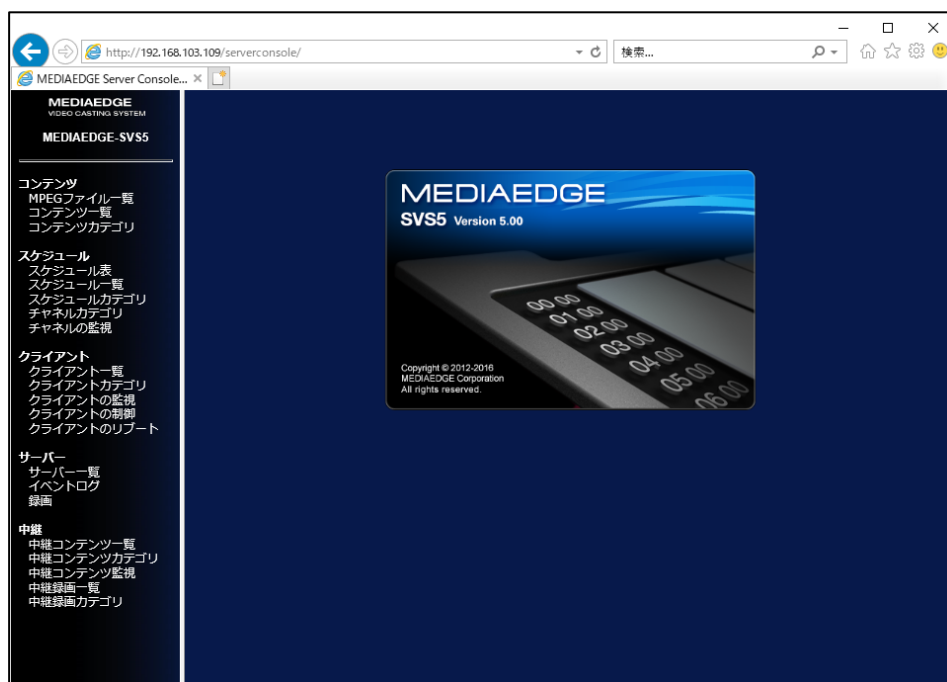 http://192.168.103.109/serverconsole/
検索...
MEDIAEDGE Server Console...
MEDIAEDGE
VIDEO CASTING SYSTEM
MEDIAEDGE-SVS5
コンテンツ
MPEGファイル一覧
コンテンツ一覧
コンテンツカテゴリ
スケジュール
スケジュール表
スケジュール一覧
スケジュールカテゴリ
チャネルカテゴリ
チャネルの監視
クライアント
クライアント一覧
クライアントカテゴリ
クライアントの監視
クライアントの制御
クライアントのリブート
サーバー
サーバー一覧
イベントログ
録画
中継
中継コンテンツ一覧
中継コンテンツカテゴリ
中継コンテンツ監視
中継録画一覧
中継録画カテゴリ
MEDIAEDGE
SVS5 Version 5.00
00 00
01 00
02 00
03 00
04 00
05 00
06 00
Copyright © 2012-2016
MEDIAEDGE Corporation
All rights reserved.